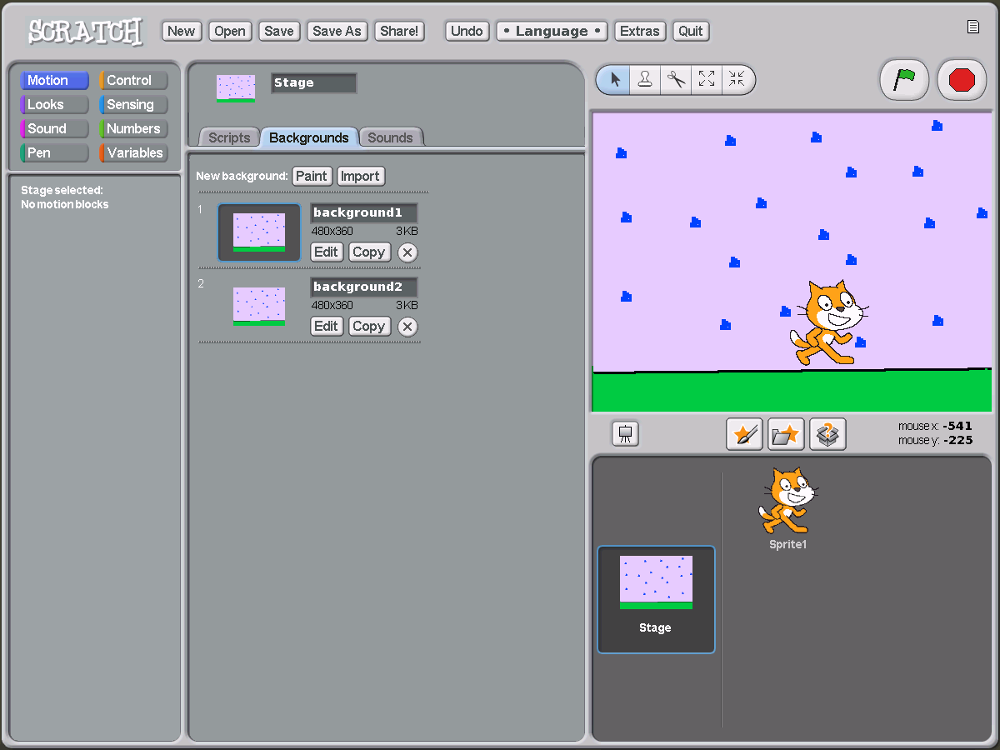 SCRATCH New Open Save Save As Share! Undo • Language • Extras Quit
Motion Control
Looks Sensing
Sound Numbers
Pen Variables
Stage selected:
No motion blocks
Stage
Scripts Backgrounds Sounds
New background: Paint Import
1
background1
480x360 3KB
Edit Copy
2
background2
480x360 3KB
Edit Copy
mouse x: -541
mouse y: -225
Sprite1
Stage